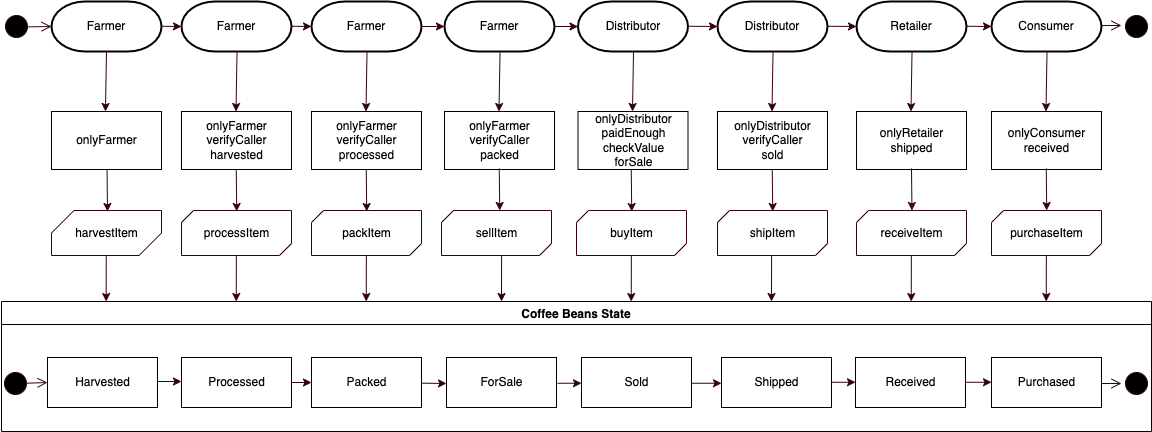 Farmer
Farmer
Farmer
Farmer
Distributor
Distributor
Retailer
Consumer
onlyFarmer
onlyFarmer
verifyCaller
harvested
onlyFarmer
verifyCaller
processed
onlyFarmer
verifyCaller
packed
onlyDistributor
paidEnough
checkValue
forSale
onlyDistributor
verifyCaller
sold
onlyRetailer
shipped
onlyConsumer
received
harvestItem
processItem
packItem
sellItem
buyItem
shipItem
receiveItem
purchaseItem
Coffee Beans State
Harvested
Processed
Packed
ForSale
Sold
Shipped
Received
Purchased